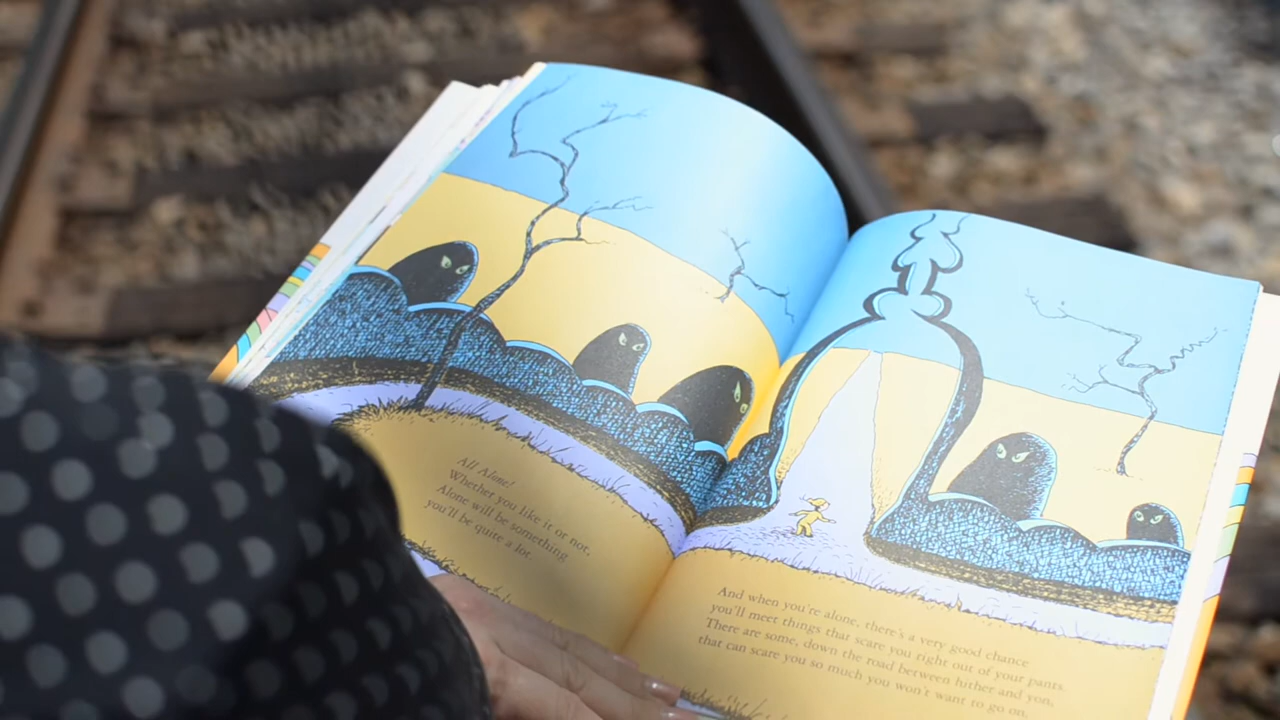 All Alone!
Whether you like it or not,
Alone will be something
you'll be quite a lot.
And when you're alone, there's a very good chance
you'll meet things that scare you right out of your pants.
There are some, down the road between hither and yon,
that can scare you so much you won't want to go on.